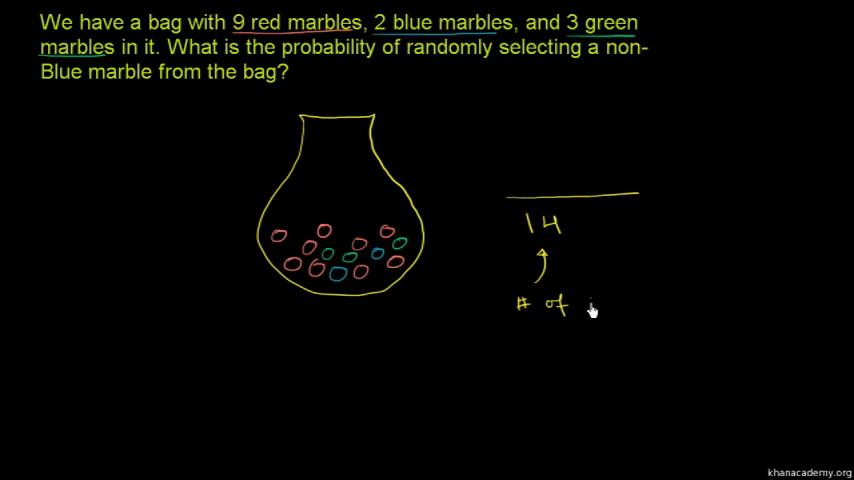 We have a bag with 9 red marbles, 2 blue marbles, and 3 green
marbles in it. What is the probability of randomly selecting a non-
Blue marble from the bag?
14
# of
khanacademy.org